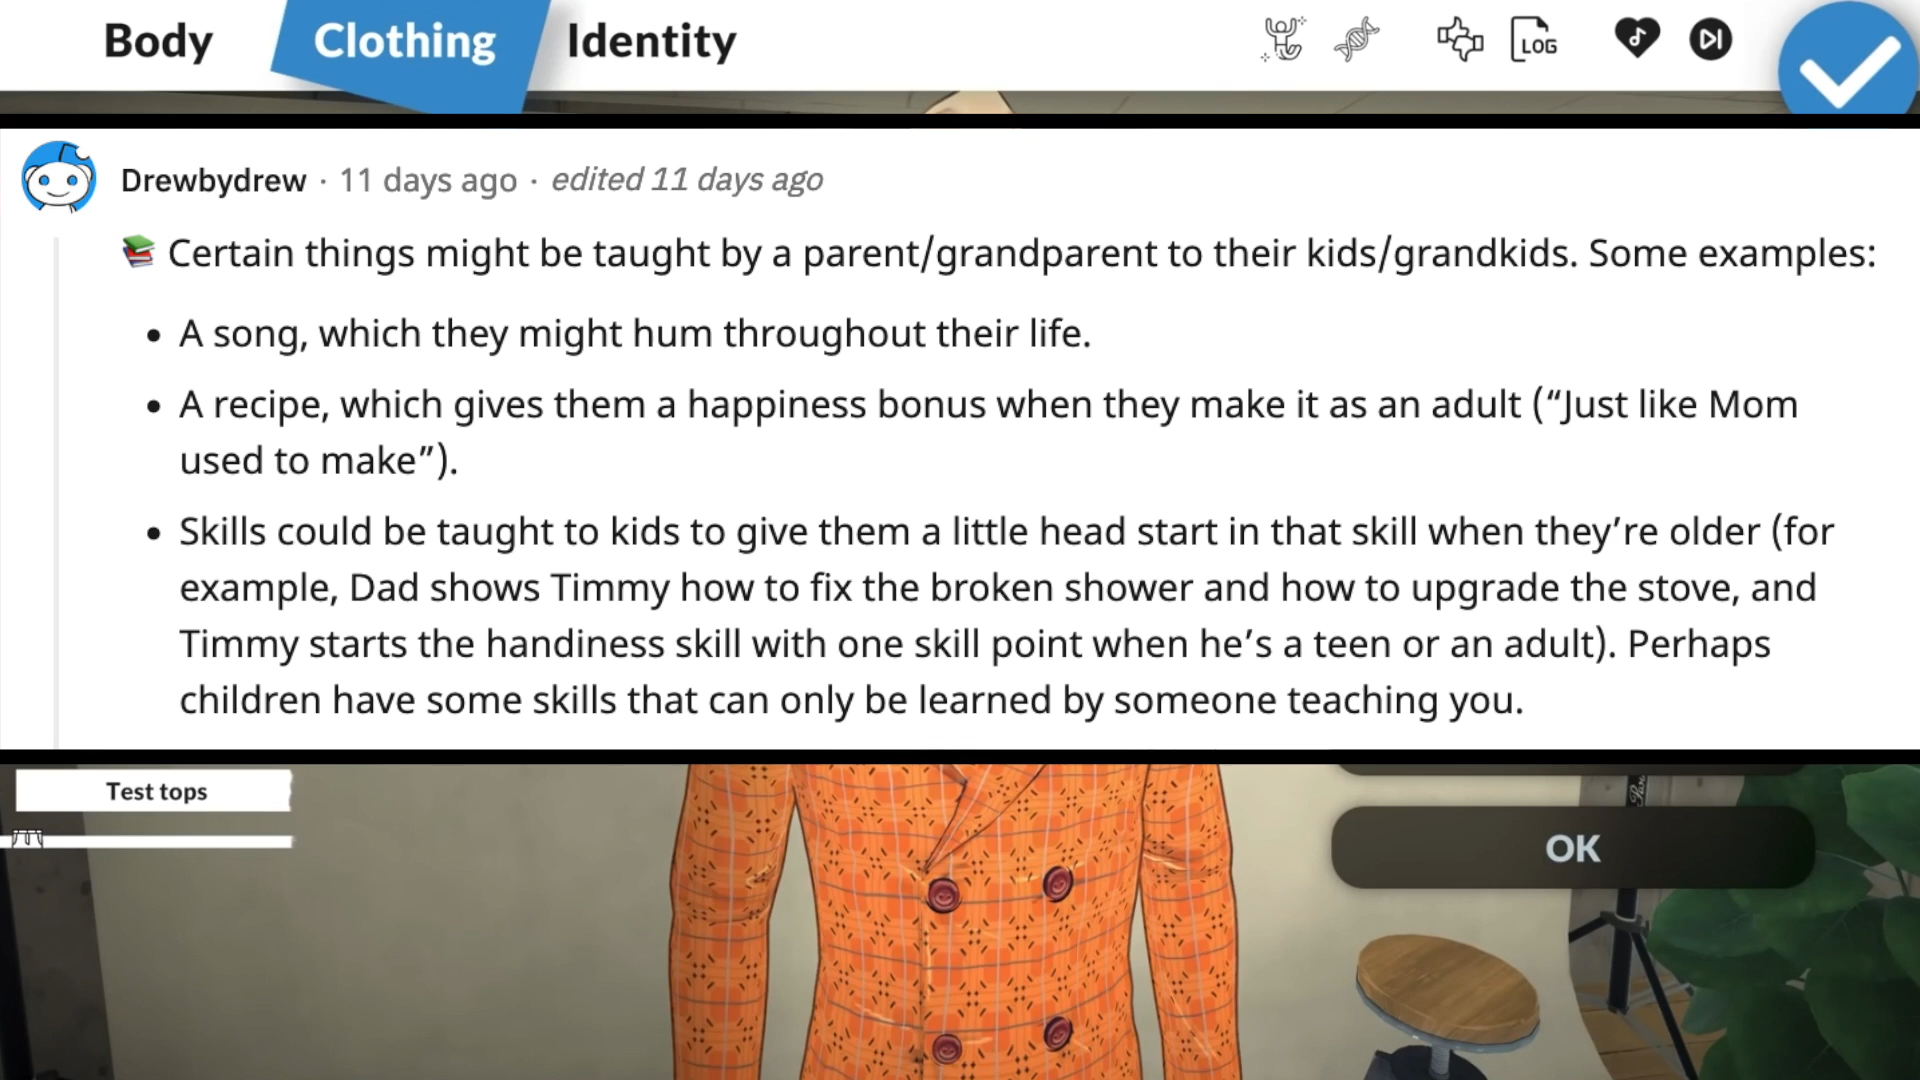 Body Clothing Identity LOG
Drewbydrew · 11 days ago · edited 11 days ago
📚 Certain things might be taught by a parent/grandparent to their kids/grandkids. Some examples:
• A song, which they might hum throughout their life.
• A recipe, which gives them a happiness bonus when they make it as an adult (“Just like Mom
used to make”).
• Skills could be taught to kids to give them a little head start in that skill when they’re older (for
example, Dad shows Timmy how to fix the broken shower and how to upgrade the stove, and
Timmy starts the handiness skill with one skill point when he’s a teen or an adult). Perhaps
children have some skills that can only be learned by someone teaching you.
Test tops
OK